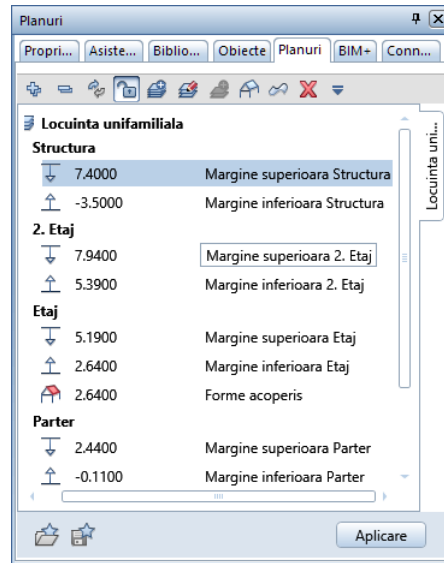 Planuri
Propri... Asiste... Biblio... Obiecte Planuri BIM+ Conn...
Locuinta unifamiliala
Locuinta uni...
Structura
7.4000 Margine superioara Structura
-3.5000 Margine inferioara Structura
2. Etaj
7.9400 Margine superioara 2. Etaj
5.3900 Margine inferioara 2. Etaj
Etaj
5.1900 Margine superioara Etaj
2.6400 Margine inferioara Etaj
2.6400 Forme acoperis
Parter
2.4400 Margine superioara Parter
-0.1100 Margine inferioara Parter
Aplicare